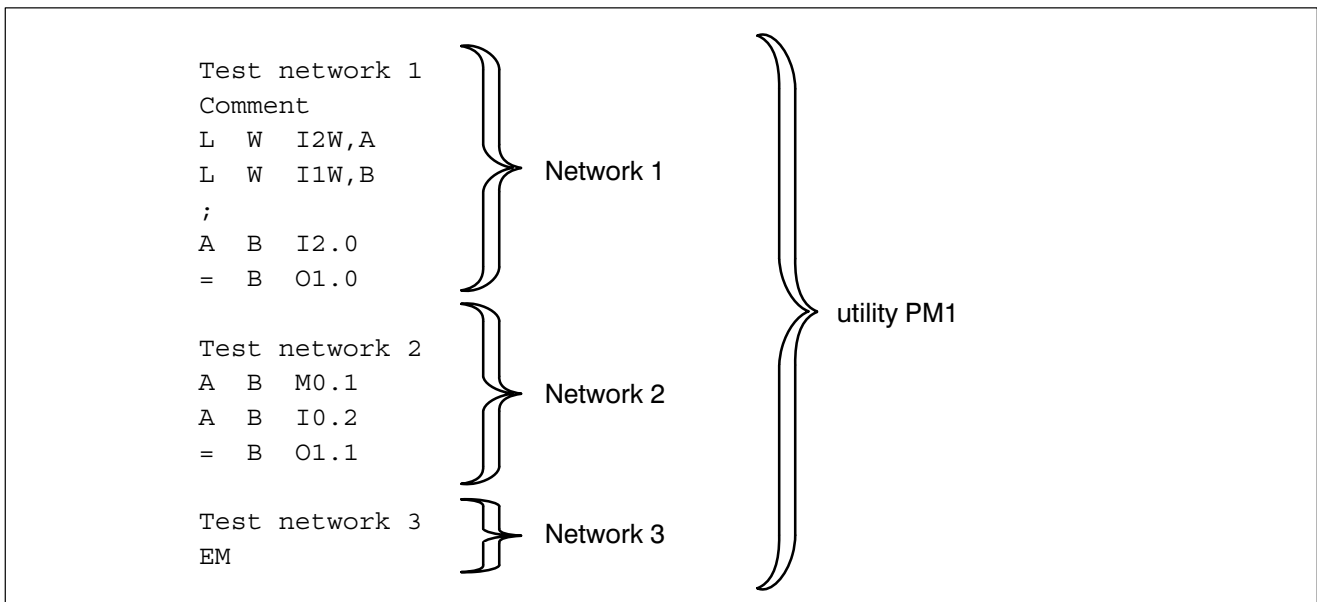 Test network 1
Comment
L W I2W,A
L W I1W,B
;
A B I2.0
= B O1.0
Network 1
Test network 2
A B M0.1
A B I0.2
= B O1.1
Network 2
Test network 3
EM
Network 3
utility PM1